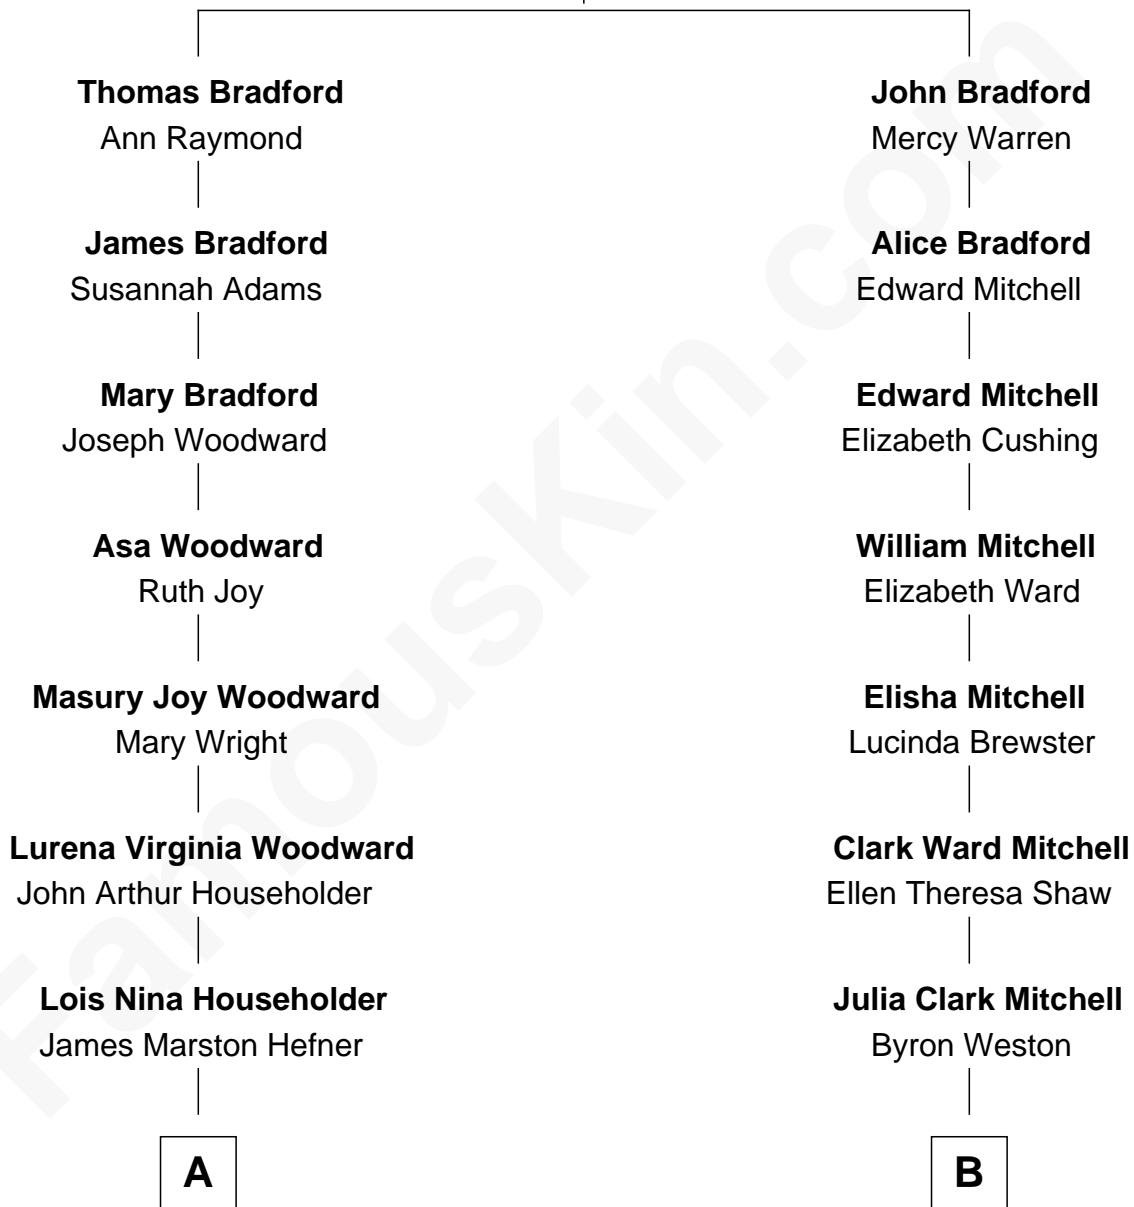 Thomas Bradford
Ann Raymond
James Bradford
Susannah Adams
Mary Bradford
Joseph Woodward
Asa Woodward
Ruth Joy
Masury Joy Woodward
Mary Wright
Lurena Virginia Woodward
John Arthur Householder
Lois Nina Householder
James Marston Hefner
A
John Bradford
Mercy Warren
Alice Bradford
Edward Mitchell
Edward Mitchell
Elizabeth Cushing
William Mitchell
Elizabeth Ward
Elisha Mitchell
Lucinda Brewster
Clark Ward Mitchell
Ellen Theresa Shaw
Julia Clark Mitchell
Byron Weston
B
FamousKin.com